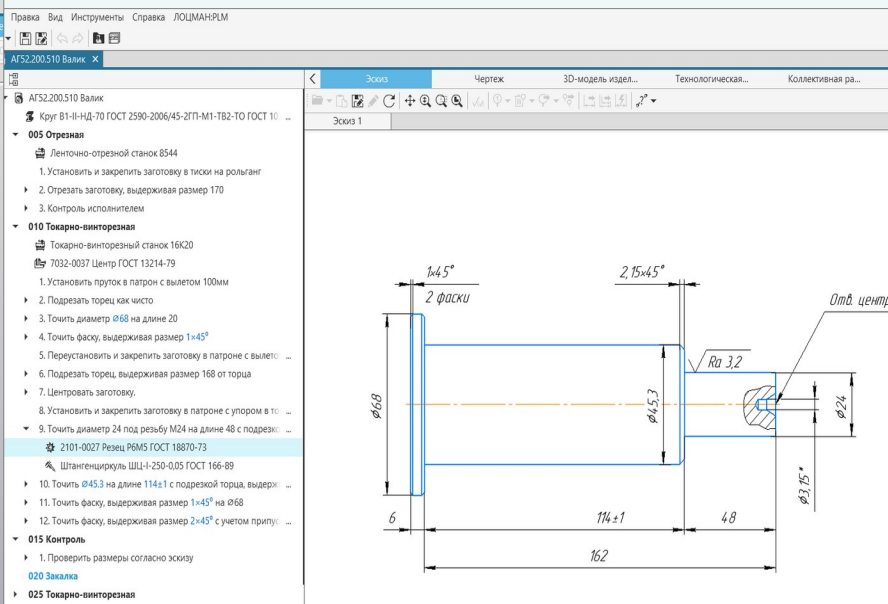 Правка Вид Инструменты Справка ЛОЦМАН:PLM
АГ52.200.510 Валик ×
Эскиз Чертеж 3D-модель издел... Технологическая... Коллективная ра...
Эскиз 1
АГ52.200.510 Валик
Круг В1-II-НД-70 ГОСТ 2590-2006/45-2ГП-М1-ТВ2-ТО ГОСТ 10 ...
005 Отрезная
Ленточно-отрезной станок 8544
1. Установить и закрепить заготовку в тиски на рольганг
2. Отрезать заготовку, выдерживая размер 170
3. Контроль исполнителем
010 Токарно-винторезная
Токарно-винторезный станок 16К20
7032-0037 Центр ГОСТ 13214-79
1. Установить пруток в патрон с вылетом 100мм
2. Подрезать торец как чисто
3. Точить диаметр Ø68 на длине 20
4. Точить фаску, выдерживая размер 1×45°
5. Переустановить и закрепить заготовку в патроне с вылето ...
6. Подрезать торец, выдерживая размер 168 от торца
7. Центровать заготовку.
8. Установить и закрепить заготовку в патроне с упором в то ...
9. Точить диаметр 24 под резьбу М24 на длине 48 с подрезко ...
2101-0027 Резец Р6М5 ГОСТ 18870-73
Штангенциркуль ШЦ-I-250-0,05 ГОСТ 166-89
10. Точить Ø45.3 на длине 114±1 с подрезкой торца, выдерж ...
11. Точить фаску, выдерживая размер 1×45° на Ø68
12. Точить фаску, выдерживая размер 2×45° с учетом припус ...
015 Контроль
1. Проверить размеры согласно эскизу
020 Закалка
025 Токарно-винторезная
1×45°
2 фаски
2,15×45°
Отв. центр
Ra 3,2
⌀68
⌀45,3
⌀24
⌀3,15*
6
114±1
48
162